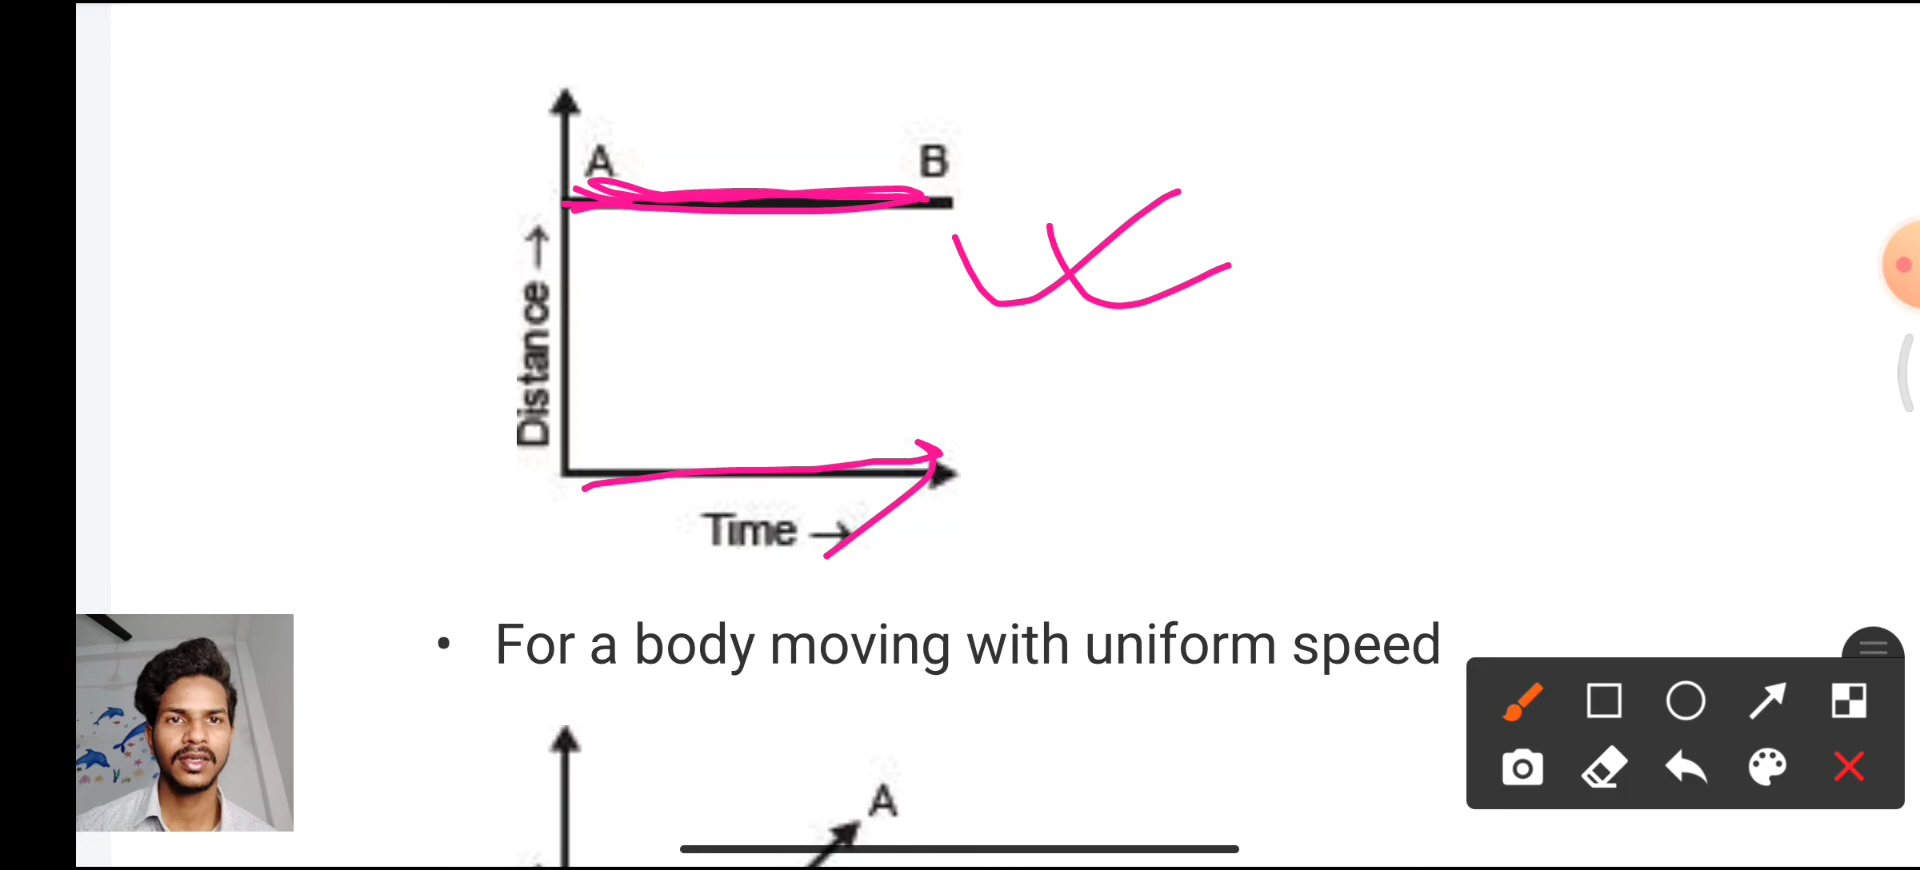 A B
Distance →
Time →
• For a body moving with uniform speed
A